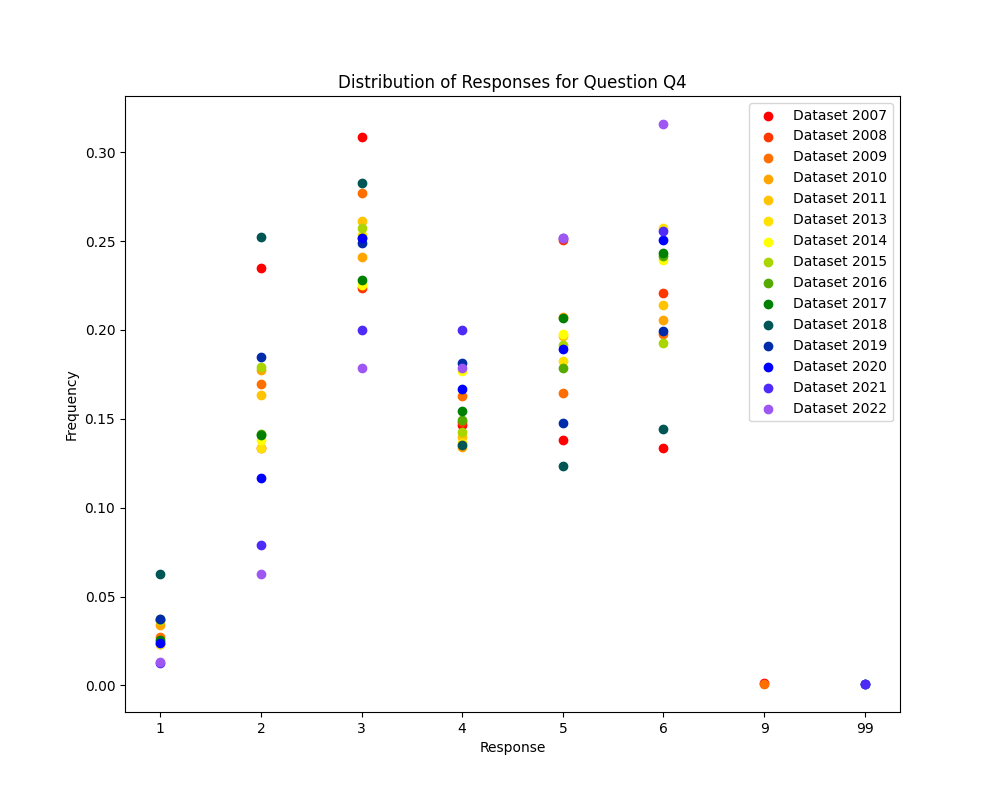 Distribution of Responses for Question Q4
Dataset 2007
Dataset 2008
Dataset 2009
Dataset 2010
Dataset 2011
Dataset 2013
Dataset 2014
Dataset 2015
Dataset 2016
Dataset 2017
Dataset 2018
Dataset 2019
Dataset 2020
Dataset 2021
Dataset 2022
Frequency
0.30
0.25
0.20
0.15
0.10
0.05
0.00
1 2 3 4 5 6 9 99
Response